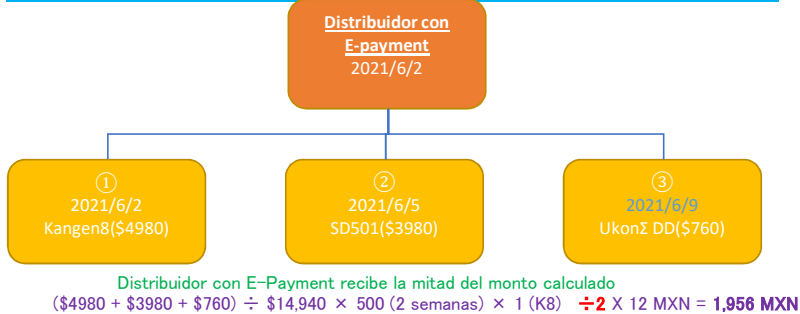 Distribuidor con
E-payment
2021/6/2
①
2021/6/2
Kangen8($4980)
②
2021/6/5
SD501($3980)
③
2021/6/9
UkonΣ DD($760)
Distribuidor con E-Payment recibe la mitad del monto calculado
($4980 + $3980 + $760) ÷ $14,940 × 500 (2 semanas) × 1 (K8) ÷2 X 12 MXN = 1,956 MXN